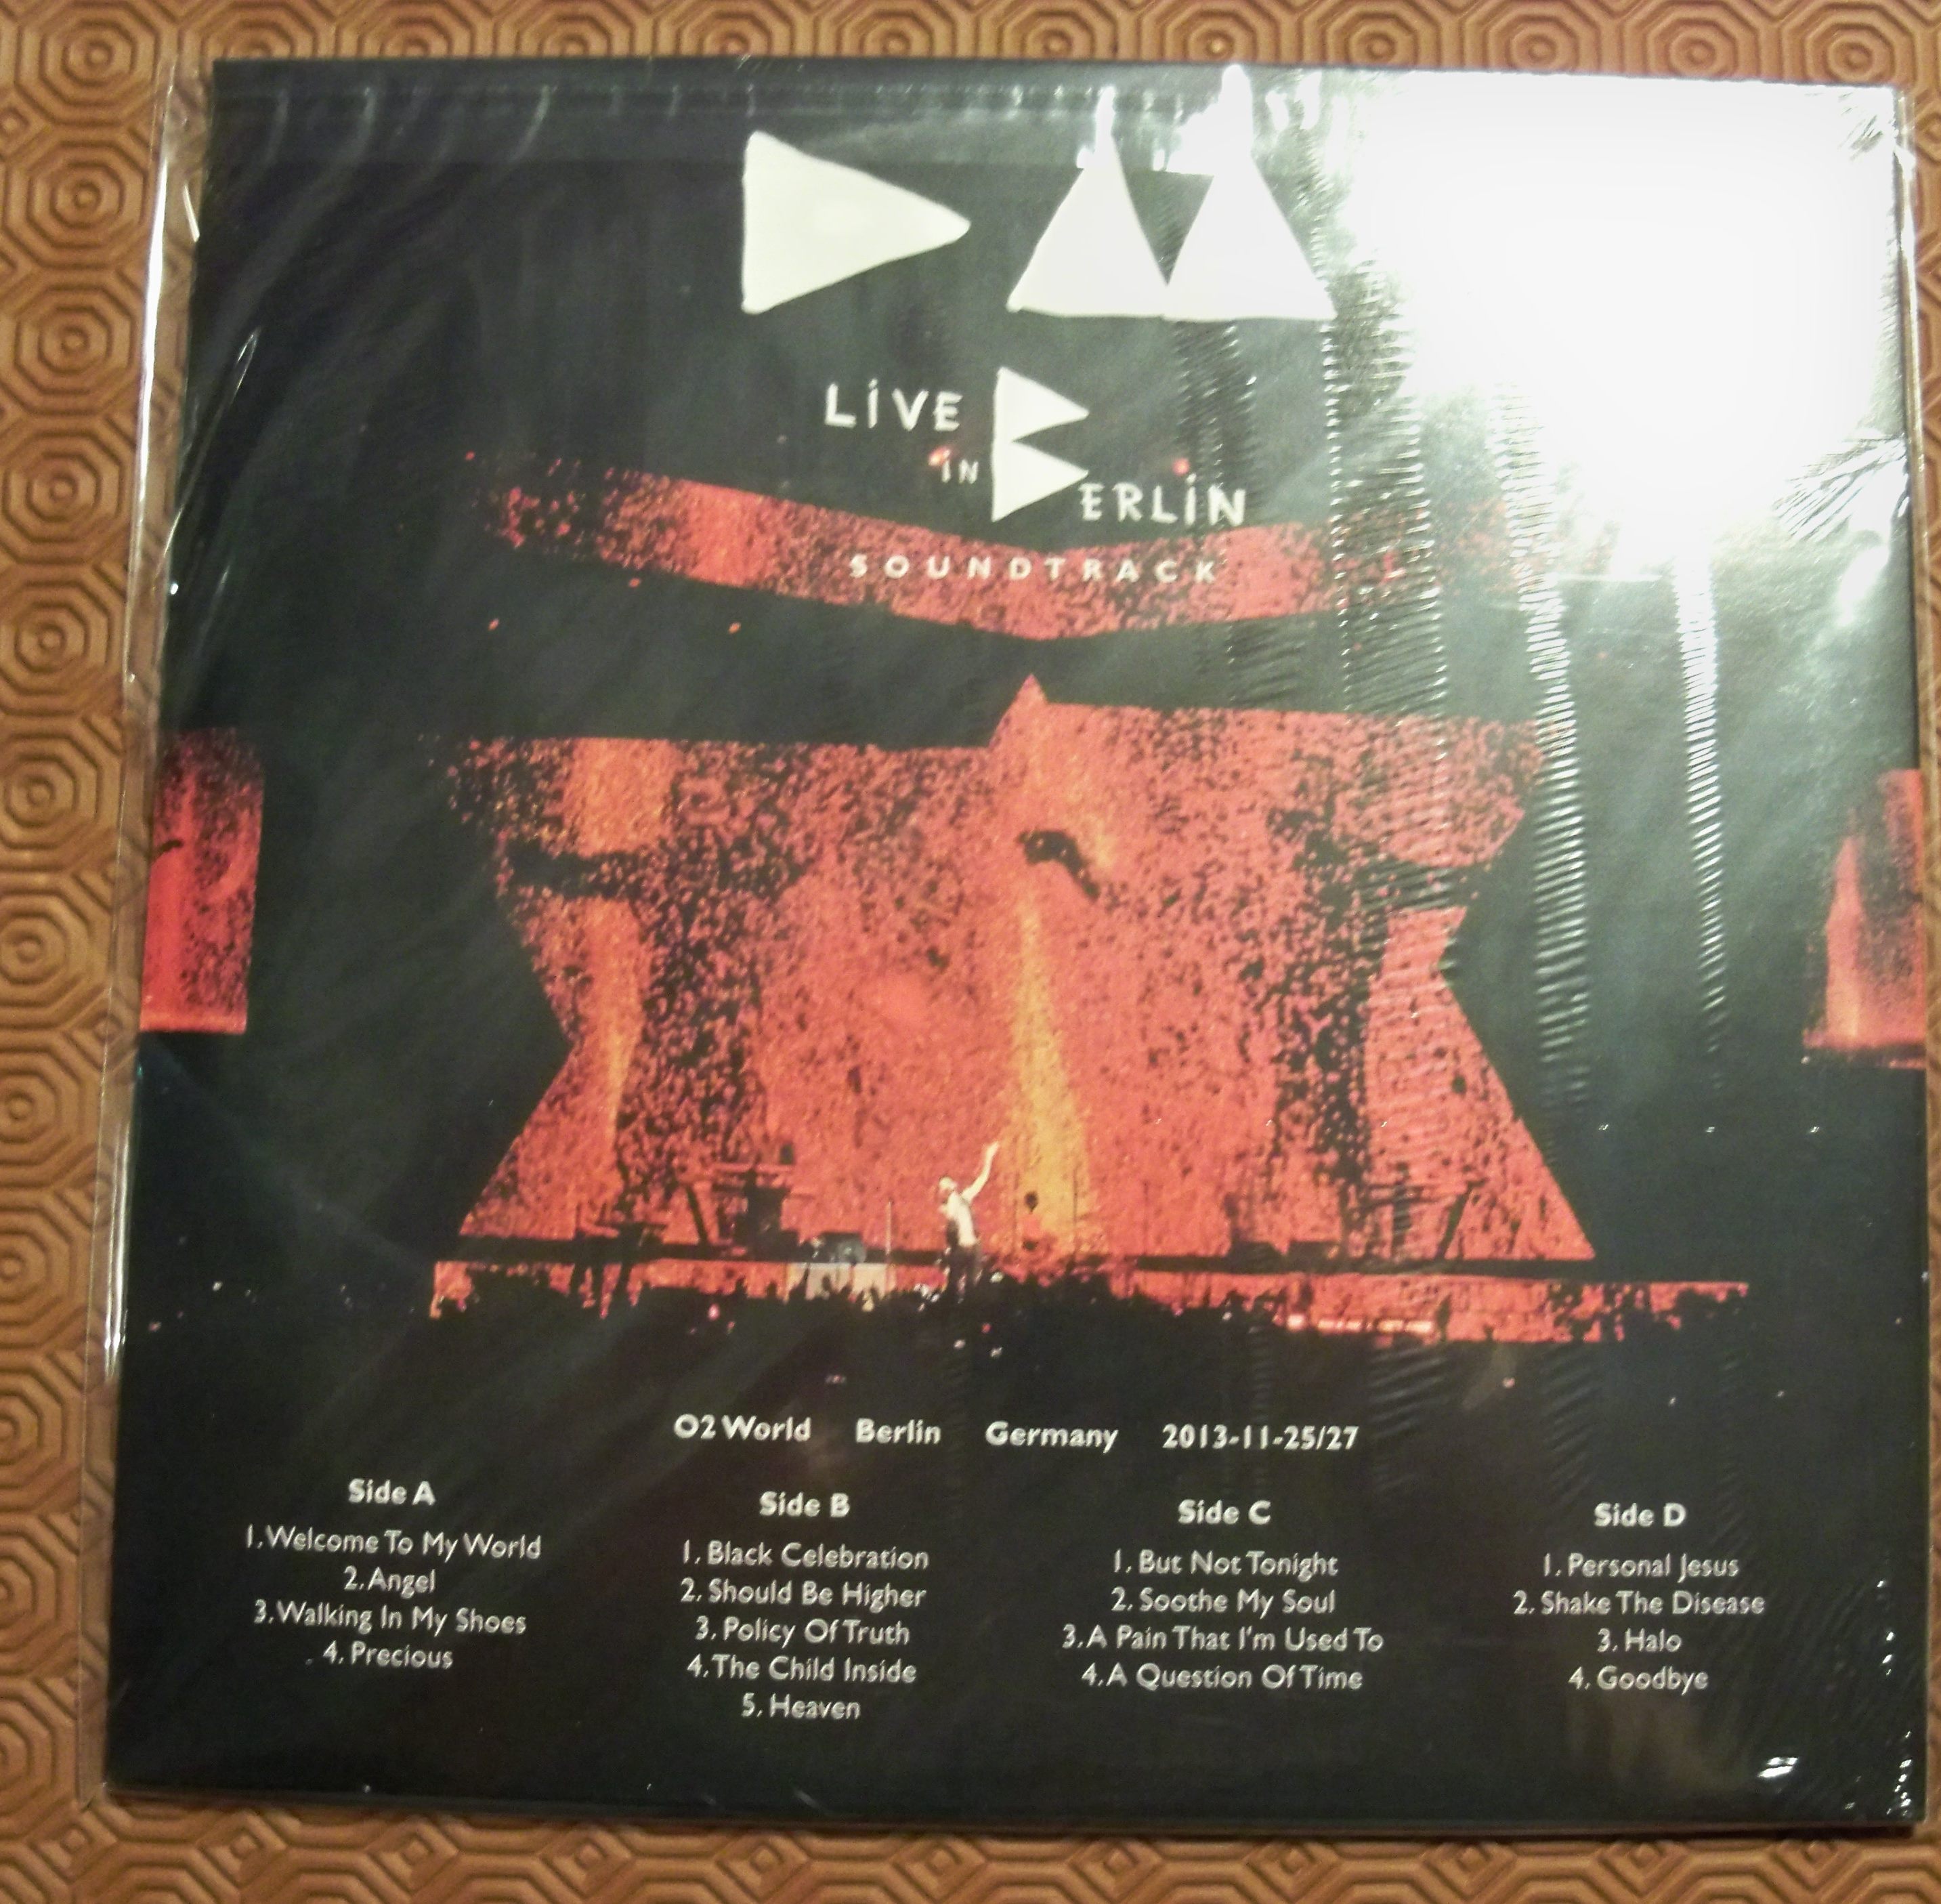 DM
LiVE
iN
BERLiN
SOUNDTRACK
O2 World Berlin Germany 2013-11-25/27
Side A
1. Welcome To My World
2. Angel
3. Walking In My Shoes
4. Precious
Side B
1. Black Celebration
2. Should Be Higher
3. Policy Of Truth
4. The Child Inside
5. Heaven
Side C
1. But Not Tonight
2. Soothe My Soul
3. A Pain That I'm Used To
4. A Question Of Time
Side D
1. Personal Jesus
2. Shake The Disease
3. Halo
4. Goodbye